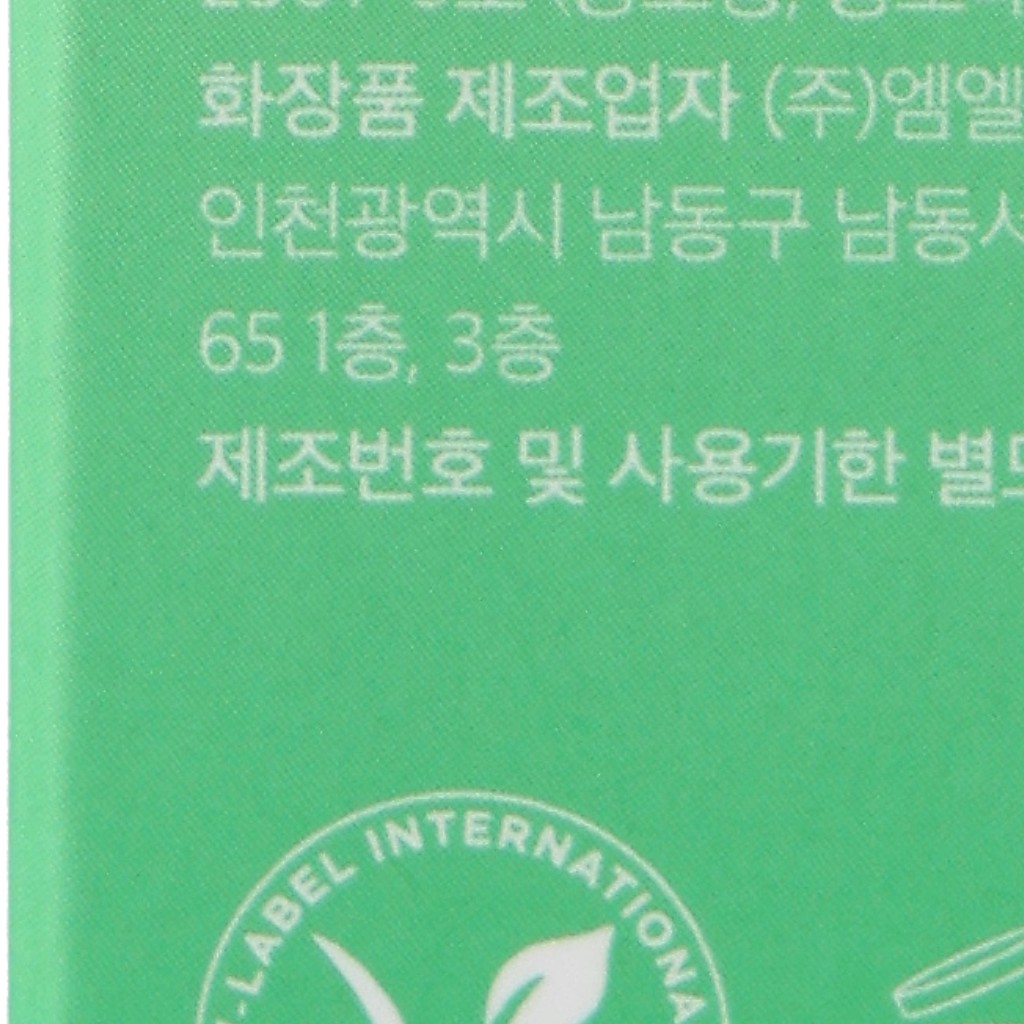 화장품 제조업자 (주)엠엘
인천광역시 남동구 남동서
65 1층, 3층
제조번호 및 사용기한 별도
-LABEL INTERNATIONA